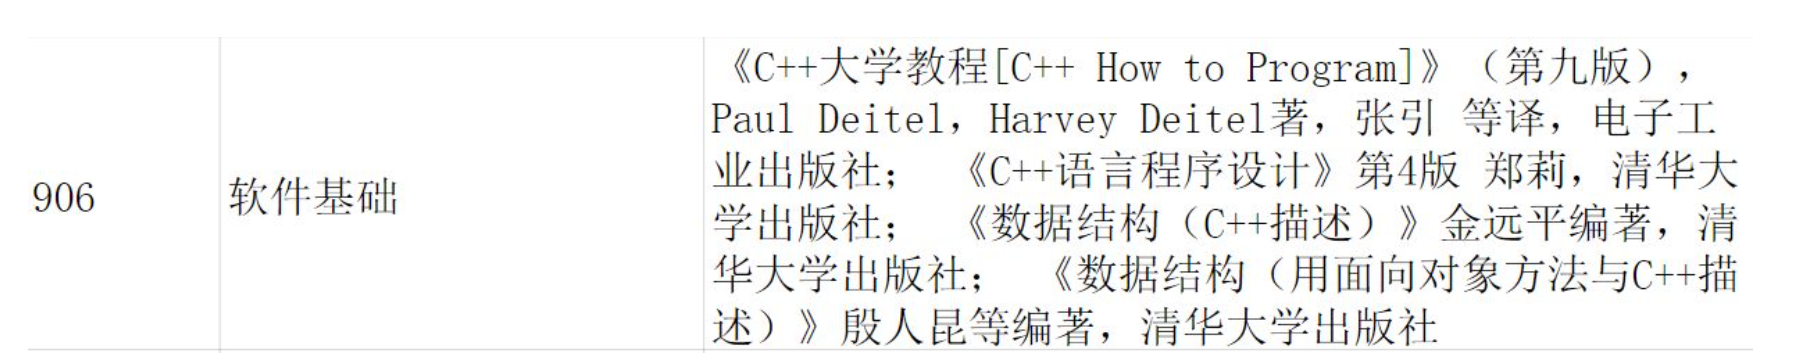 906
软件基础
《C++大学教程[C++ How to Program]》（第九版），
Paul Deitel，Harvey Deitel著，张引 等译，电子工
业出版社； 《C++语言程序设计》第4版 郑莉，清华大
学出版社； 《数据结构（C++描述）》金远平编著，清
华大学出版社； 《数据结构（用面向对象方法与C++描
述）》殷人昆等编著，清华大学出版社